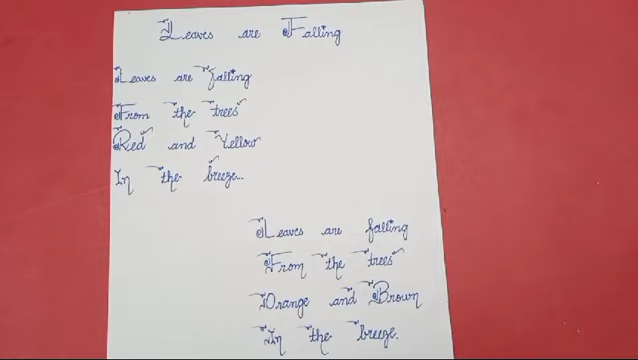 Leaves are Falling
Leaves are falling
From the trees
Red and Yellow
In the breeze..
Leaves are falling
From the trees
Orange and Brown
In the breeze.